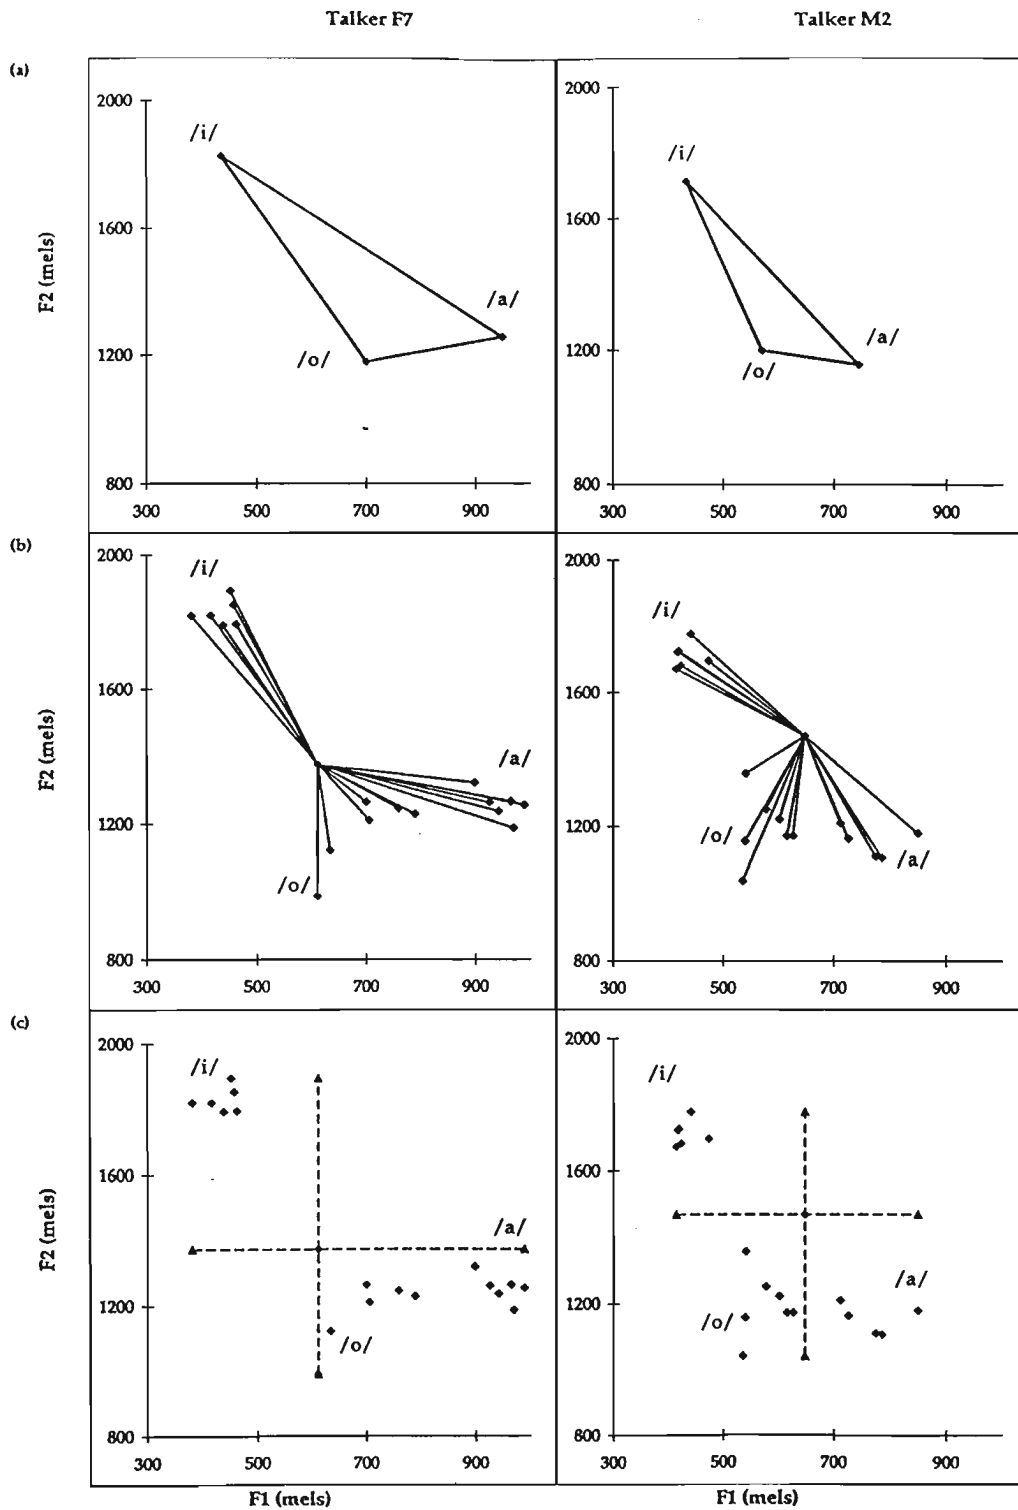 Talker F7 Talker M2
(a)
2000 2000
/i/ /i/
1600 1600
F2 (mels)
/a/ /a/
1200 /o/ 1200 /o/
800 800
300 500 700 900 300 500 700 900
(b)
2000 2000
/i/ /i/
1600 1600
F2 (mels)
/a/
1200 1200
/o/ /o/ /a/
800 800
300 500 700 900 300 500 700 900
(c)
2000 2000
/i/ /i/
1600 1600
F2 (mels)
/a/ /a/
1200 1200
/o/ /o/
800 800
300 500 700 900 300 500 700 900
F1 (mels) F1 (mels)